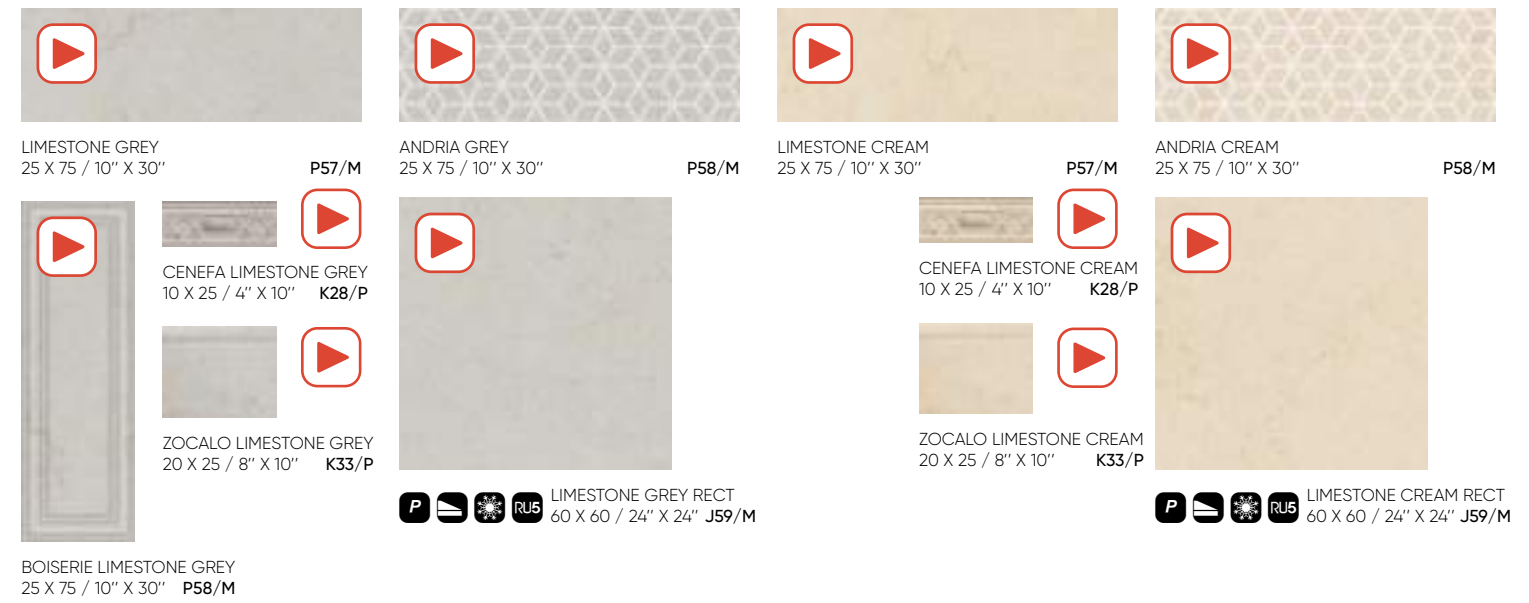 LIMESTONE GREY
25 X 75 / 10’’ X 30’’ P57/M
ANDRIA GREY
25 X 75 / 10’’ X 30’’ P58/M
LIMESTONE CREAM
25 X 75 / 10’’ X 30’’ P57/M
ANDRIA CREAM
25 X 75 / 10’’ X 30’’ P58/M
CENEFA LIMESTONE GREY
10 X 25 / 4’’ X 10’’ K28/P
ZOCALO LIMESTONE GREY
20 X 25 / 8’’ X 10’’ K33/P
BOISERIE LIMESTONE GREY
25 X 75 / 10’’ X 30’’ P58/M
P RU5 LIMESTONE GREY RECT
60 X 60 / 24’’ X 24’’ J59/M
CENEFA LIMESTONE CREAM
10 X 25 / 4’’ X 10’’ K28/P
ZOCALO LIMESTONE CREAM
20 X 25 / 8’’ X 10’’ K33/P
P RU5 LIMESTONE CREAM RECT
60 X 60 / 24’’ X 24’’ J59/M